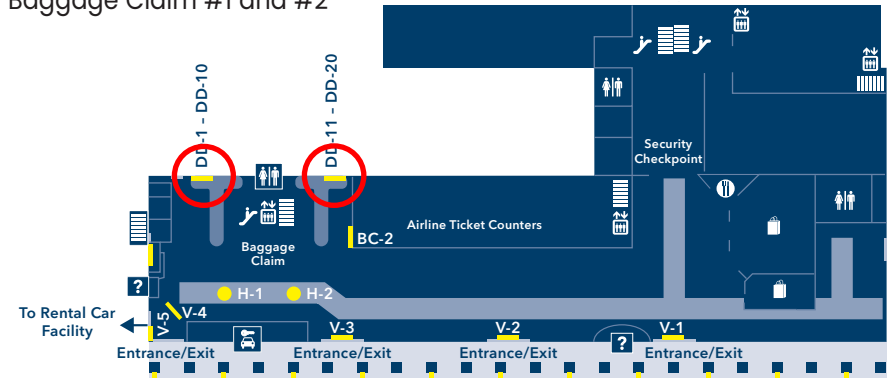 Baggage Claim #1 and #2
DD-1 - DD-10
DD-11 - DD-20
Security
Checkpoint
Airline Ticket Counters
BC-2
Baggage
Claim
?
H-1
H-2
To Rental Car
Facility
V-5
V-4
V-3
V-2
?
V-1
Entrance/Exit
Entrance/Exit
Entrance/Exit
Entrance/Exit